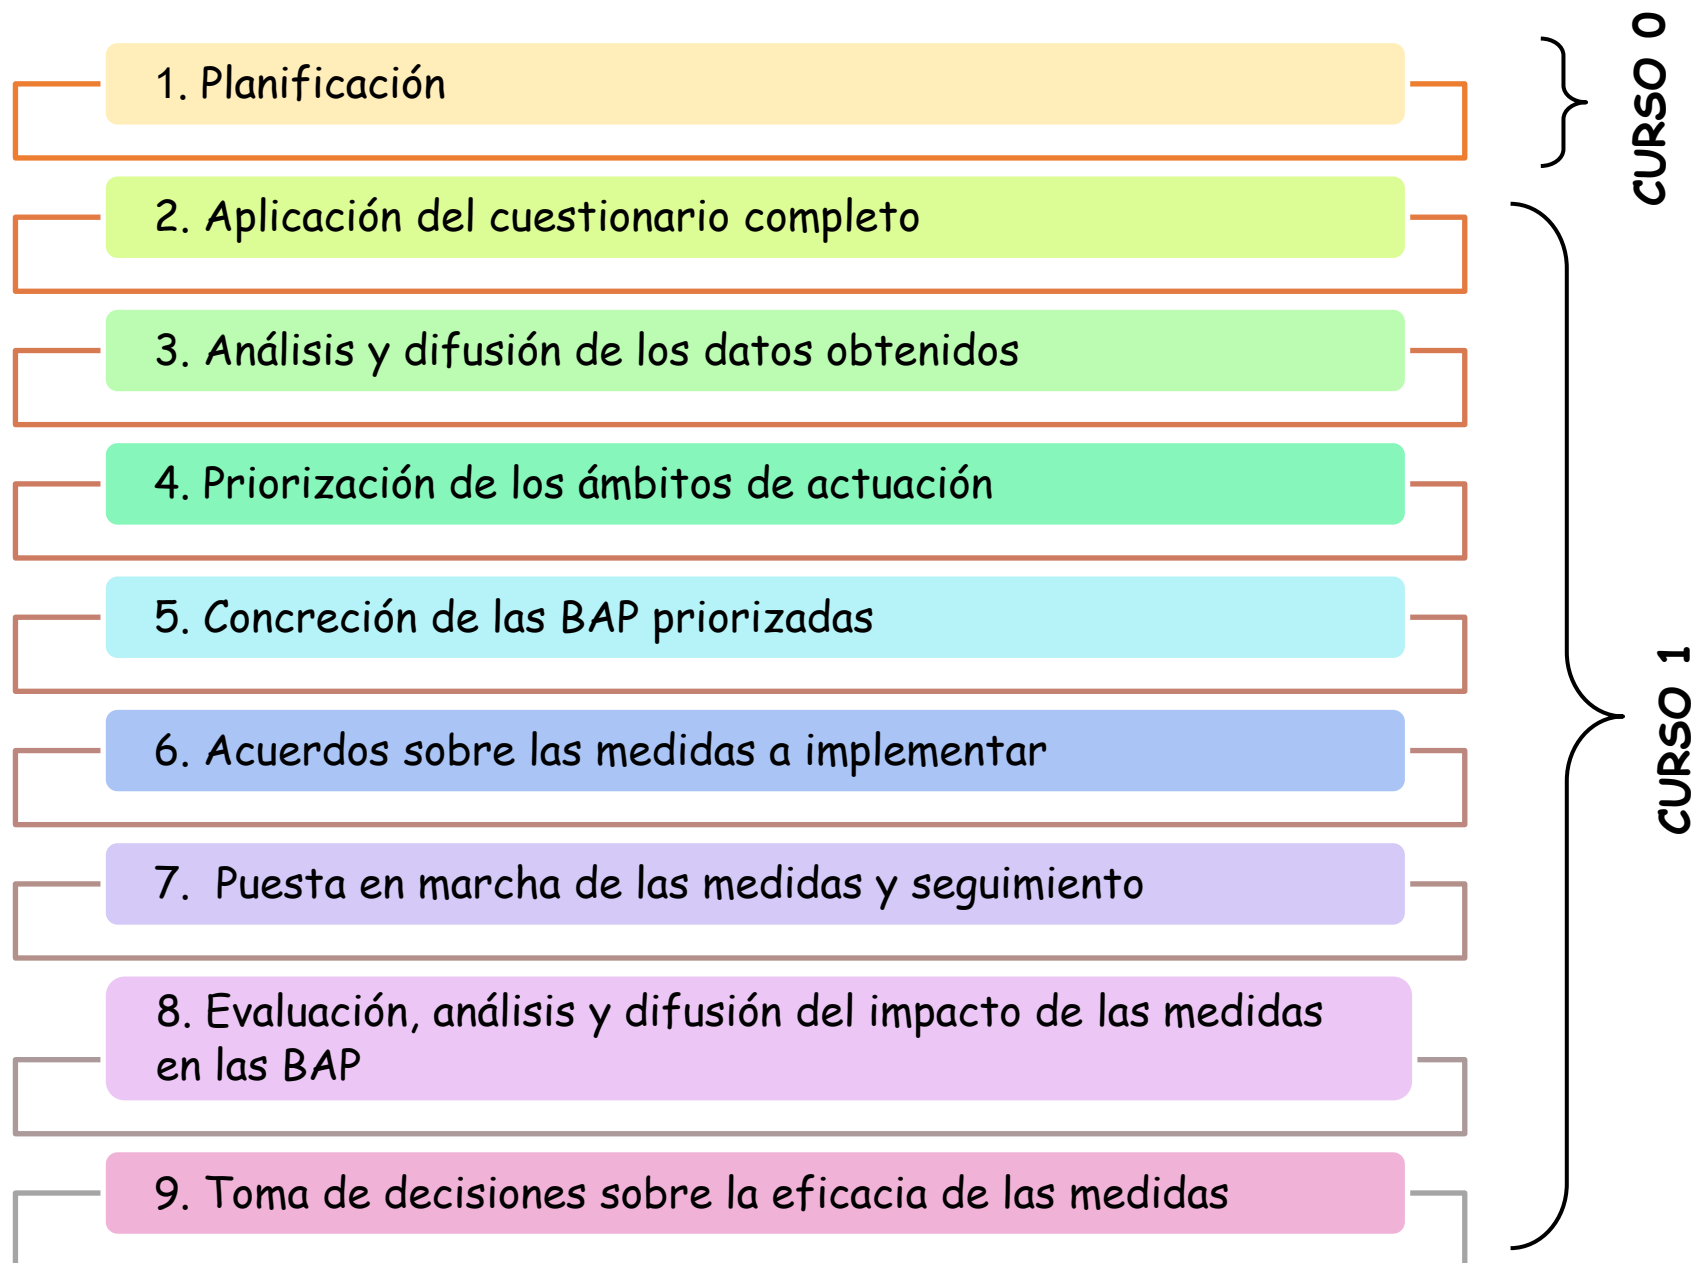 1. Planificación
CURSO 0
2. Aplicación del cuestionario completo
3. Análisis y difusión de los datos obtenidos
4. Priorización de los ámbitos de actuación
5. Concreción de las BAP priorizadas
6. Acuerdos sobre las medidas a implementar
7. Puesta en marcha de las medidas y seguimiento
8. Evaluación, análisis y difusión del impacto de las medidas
en las BAP
9. Toma de decisiones sobre la eficacia de las medidas
CURSO 1